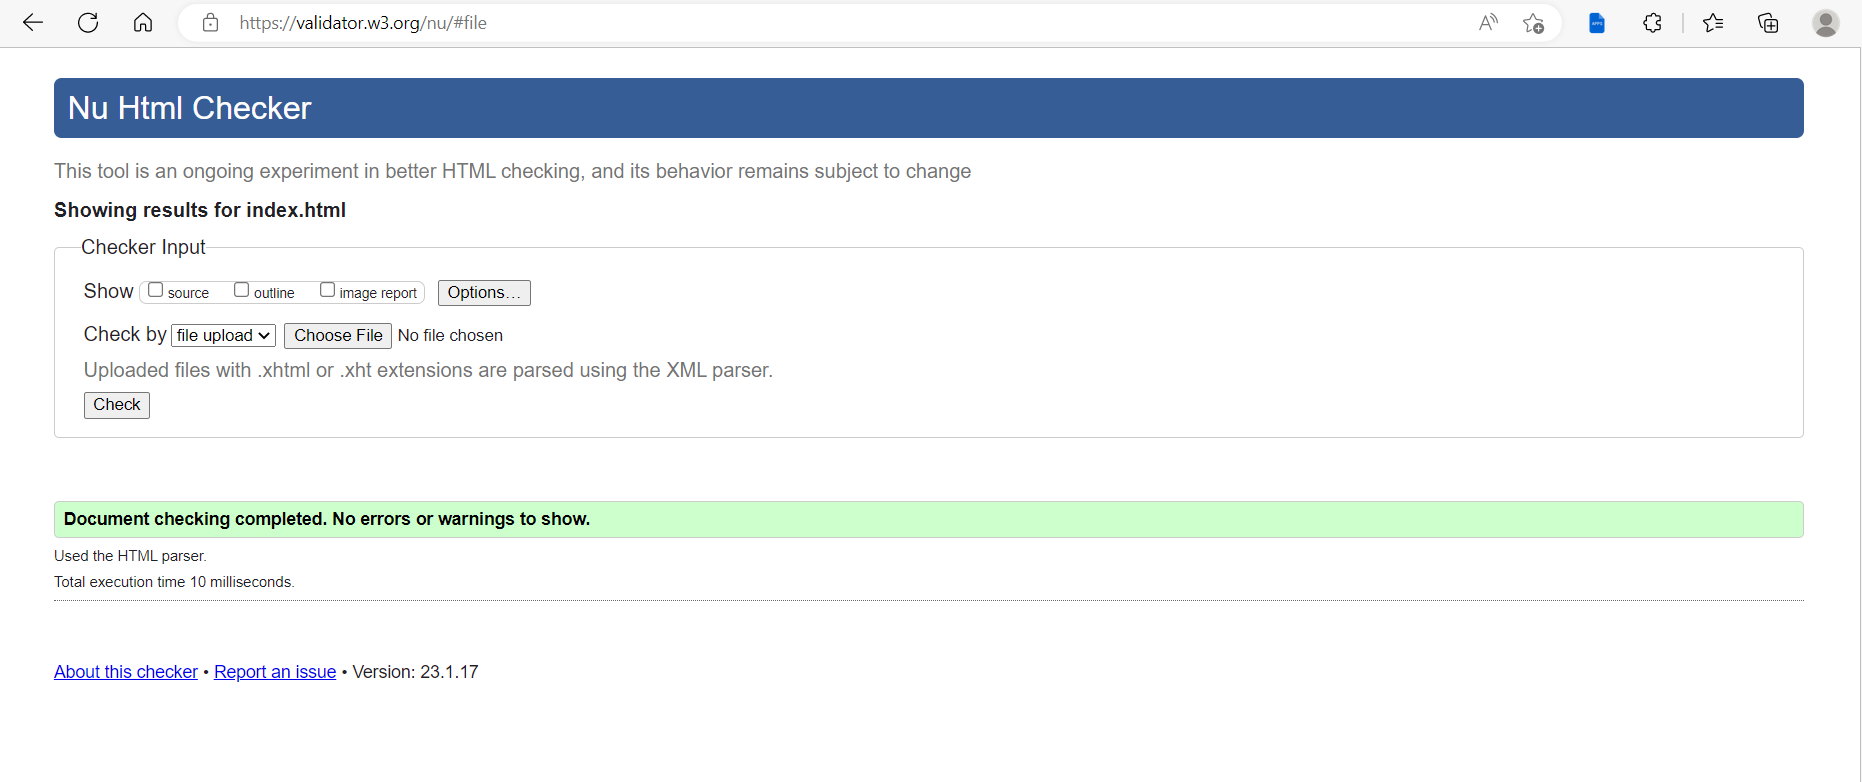 https://validator.w3.org/nu/#file
Nu Html Checker
This tool is an ongoing experiment in better HTML checking, and its behavior remains subject to change
Showing results for index.html
Checker Input
Show source outline image report Options...
Check by file upload Choose File No file chosen
Uploaded files with .xhtml or .xht extensions are parsed using the XML parser.
Check
Document checking completed. No errors or warnings to show.
Used the HTML parser.
Total execution time 10 milliseconds.
About this checker • Report an issue • Version: 23.1.17